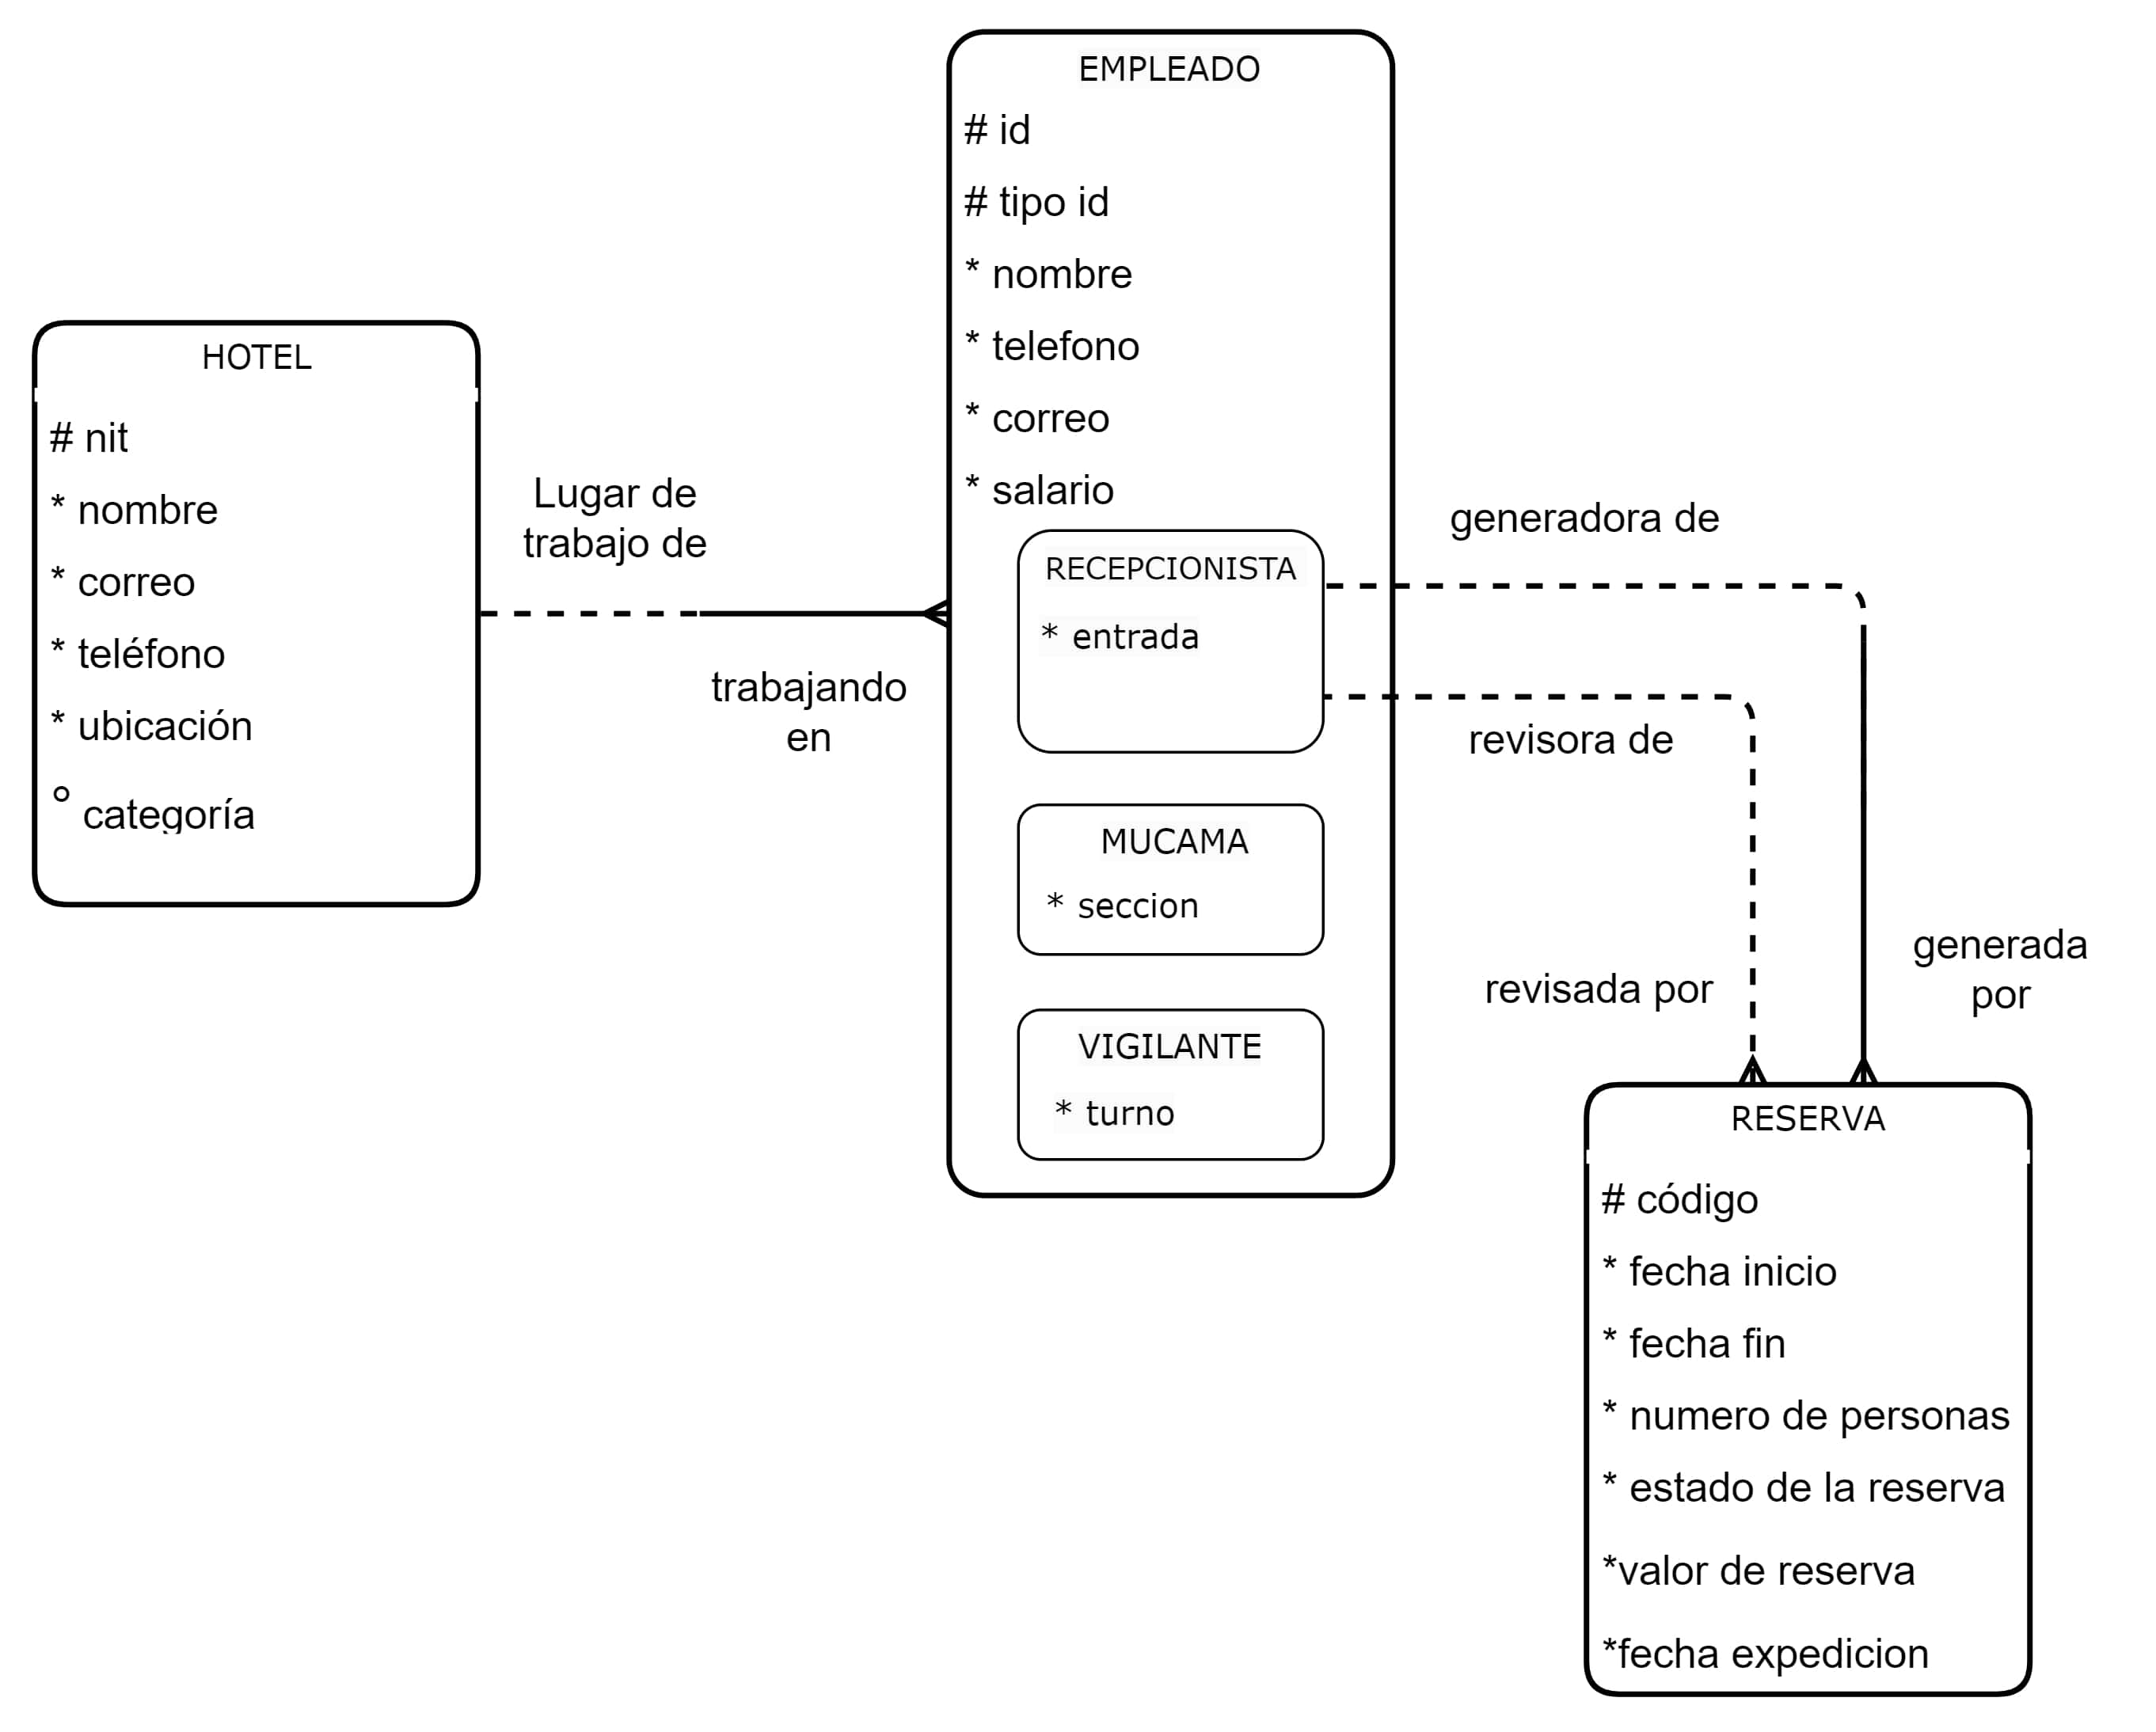 HOTEL
# nit
* nombre
* correo
* teléfono
* ubicación
° categoría
Lugar de
trabajo de
trabajando
en
EMPLEADO
# id
# tipo id
* nombre
* telefono
* correo
* salario
RECEPCIONISTA
* entrada
MUCAMA
* seccion
VIGILANTE
* turno
generadora de
revisora de
revisada por
generada
por
RESERVA
# código
* fecha inicio
* fecha fin
* numero de personas
* estado de la reserva
*valor de reserva
*fecha expedicion